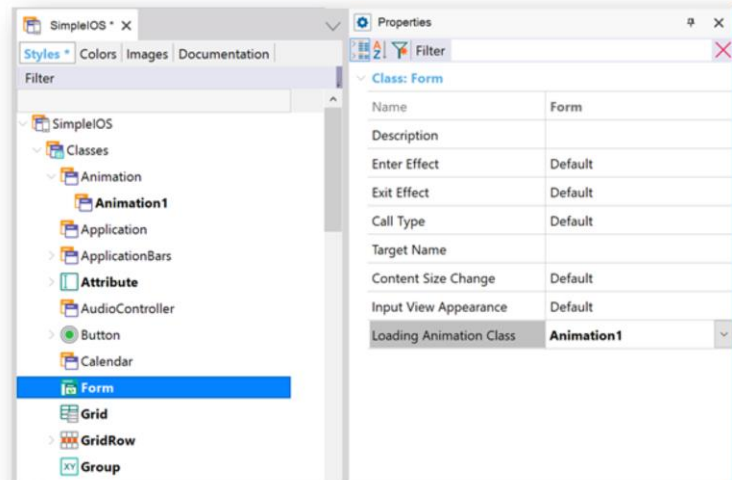 SimpleIOS *
Styles * Colors Images Documentation
Filter
SimpleIOS
Classes
Animation
Animation1
Application
ApplicationBars
Attribute
AudioController
Button
Calendar
Form
Grid
GridRow
XY Group
Properties
Filter
Class: Form
Name Form
Description
Enter Effect Default
Exit Effect Default
Call Type Default
Target Name
Content Size Change Default
Input View Appearance Default
Loading Animation Class Animation1